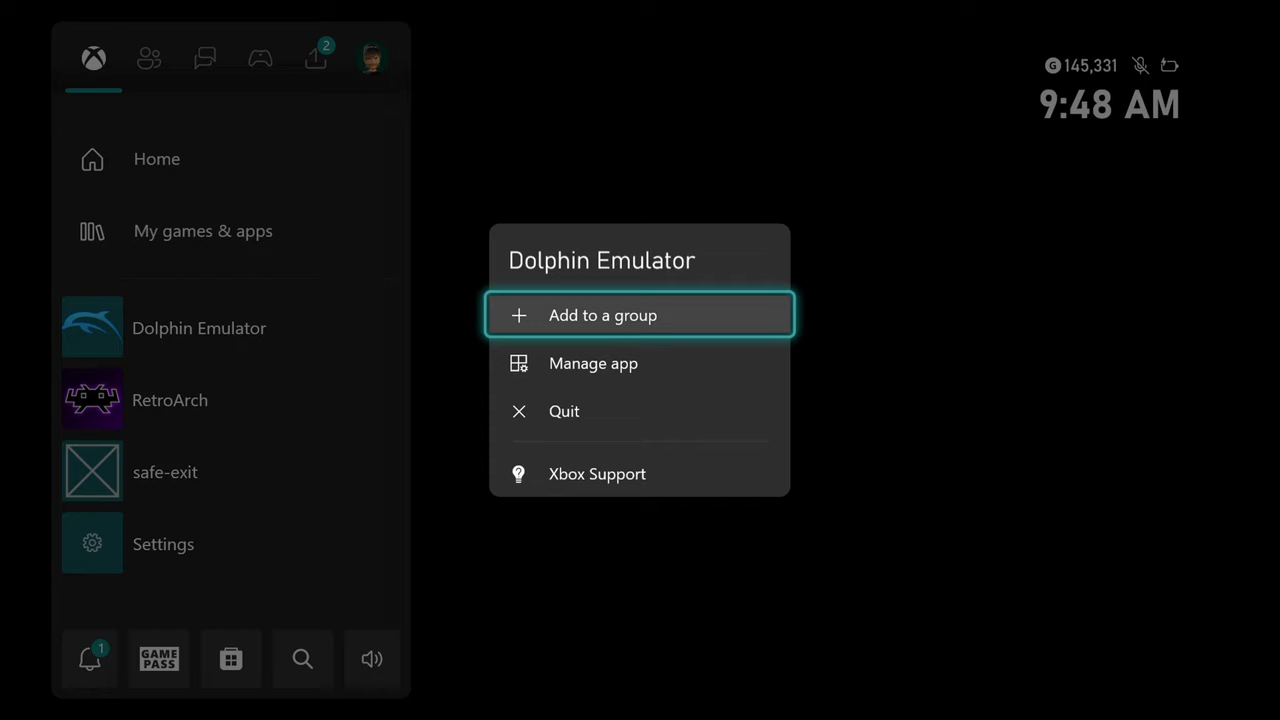 2
G 145,331
9:48 AM
Home
My games & apps
Dolphin Emulator
RetroArch
safe-exit
Settings
1
GAME
PASS
Dolphin Emulator
Add to a group
Manage app
Quit
Xbox Support